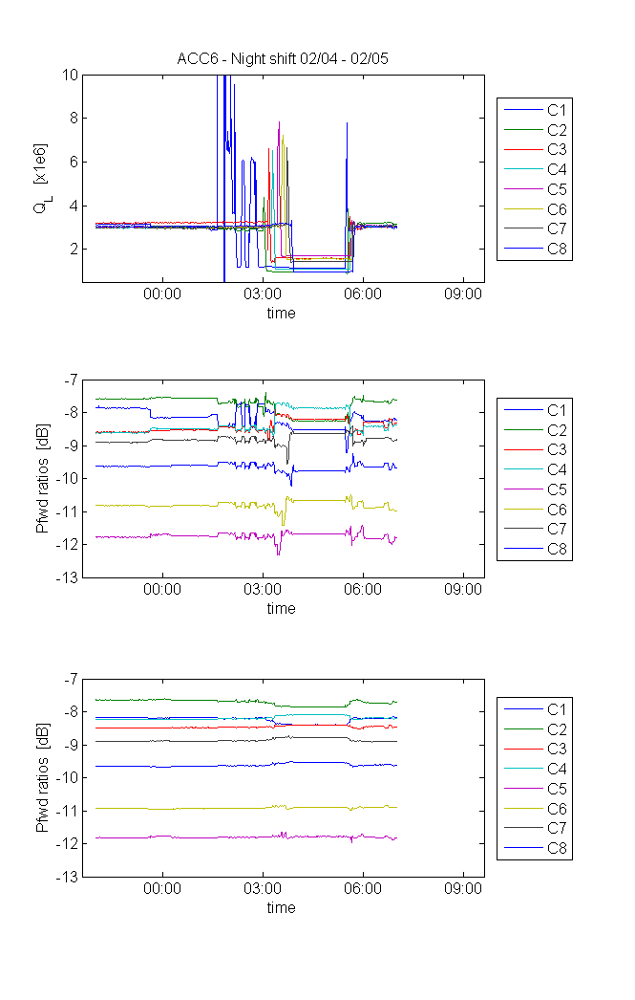 ACC6 - Night shift 02/04 - 02/05
10
8
6
4
2
Q_L [x1e6]
00:00 03:00 06:00 09:00
time
C1
C2
C3
C4
C5
C6
C7
C8
-7
-8
-9
-10
-11
-12
-13
Pfwd ratios [dB]
00:00 03:00 06:00 09:00
time
C1
C2
C3
C4
C5
C6
C7
C8
-7
-8
-9
-10
-11
-12
-13
Pfwd ratios [dB]
00:00 03:00 06:00 09:00
time
C1
C2
C3
C4
C5
C6
C7
C8